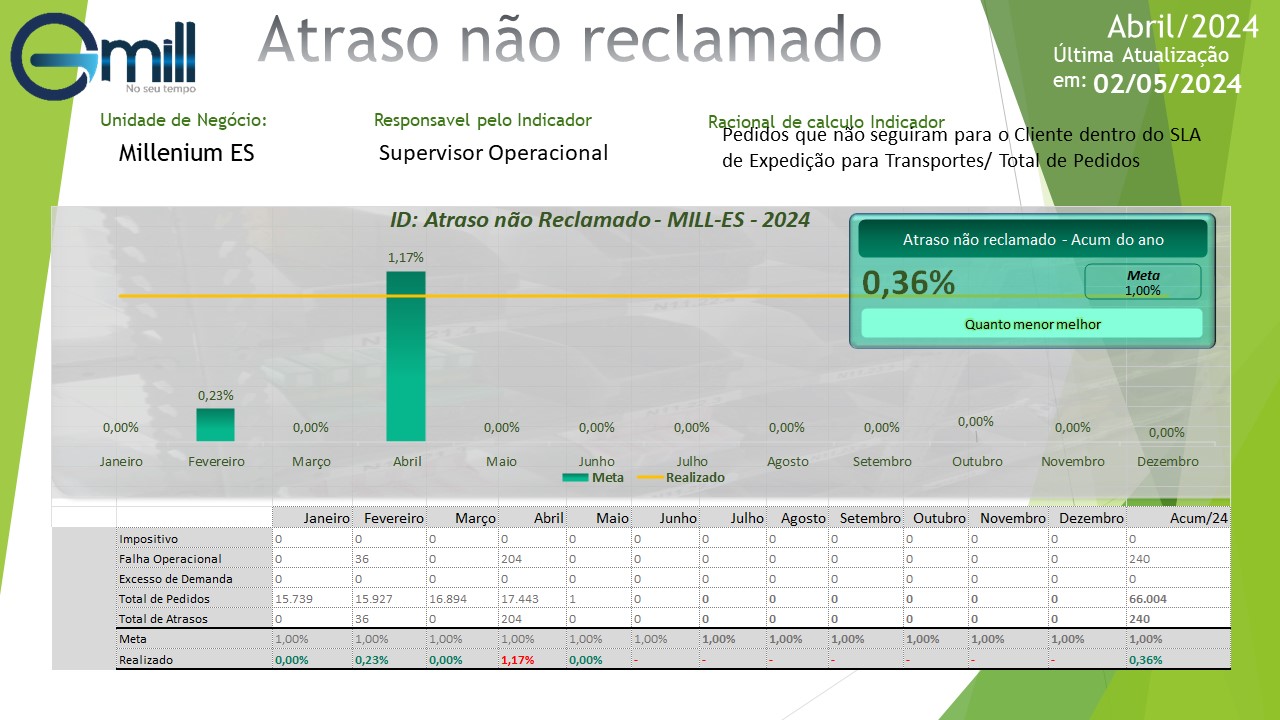 Gmill
No seu tempo
Atraso não reclamado
Abril/2024
Última Atualização
em: 02/05/2024
Unidade de Negócio:
Millenium ES
Responsavel pelo Indicador
Supervisor Operacional
Racional de calculo Indicador
Pedidos que não seguiram para o Cliente dentro do SLA
de Expedição para Transportes/ Total de Pedidos
ID: Atraso não Reclamado - MILL-ES - 2024
Atraso não reclamado - Acum do ano
0,36%
Meta
1,00%
Quanto menor melhor
0,00% 0,23% 0,00% 1,17% 0,00% 0,00% 0,00% 0,00% 0,00% 0,00% 0,00% 0,00%
Janeiro Fevereiro Março Abril Maio Junho Julho Agosto Setembro Outubro Novembro Dezembro
Meta Realizado
Janeiro Fevereiro Março Abril Maio Junho Julho Agosto Setembro Outubro Novembro Dezembro Acum/24
Impositivo 0 0 0 0 0 0 0 0 0 0 0 0 0
Falha Operacional 0 36 0 204 0 0 0 0 0 0 0 0 240
Excesso de Demanda 0 0 0 0 0 0 0 0 0 0 0 0 0
Total de Pedidos 15.739 15.927 16.894 17.443 1 0 0 0 0 0 0 0 66.004
Total de Atrasos 0 36 0 204 0 0 0 0 0 0 0 0 240
Meta 1,00% 1,00% 1,00% 1,00% 1,00% 1,00% 1,00% 1,00% 1,00% 1,00% 1,00% 1,00% 1,00%
Realizado 0,00% 0,23% 0,00% 1,17% 0,00% - - - - - - - 0,36%